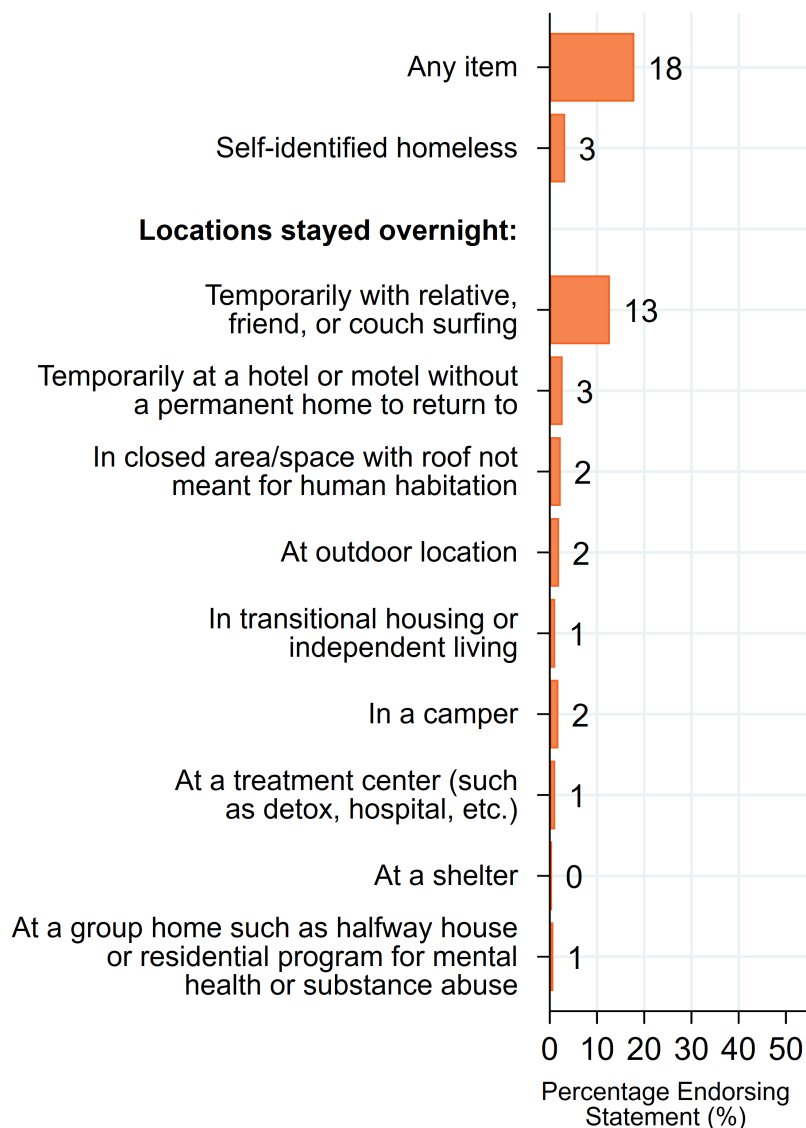 Any item
18
Self-identified homeless
3
Locations stayed overnight:
Temporarily with relative,
friend, or couch surfing
13
Temporarily at a hotel or motel without
a permanent home to return to
3
In closed area/space with roof not
meant for human habitation
2
At outdoor location
2
In transitional housing or
independent living
1
In a camper
2
At a treatment center (such
as detox, hospital, etc.)
1
At a shelter
0
At a group home such as halfway house
or residential program for mental
health or substance abuse
1
0 10 20 30 40 50
Percentage Endorsing
Statement (%)